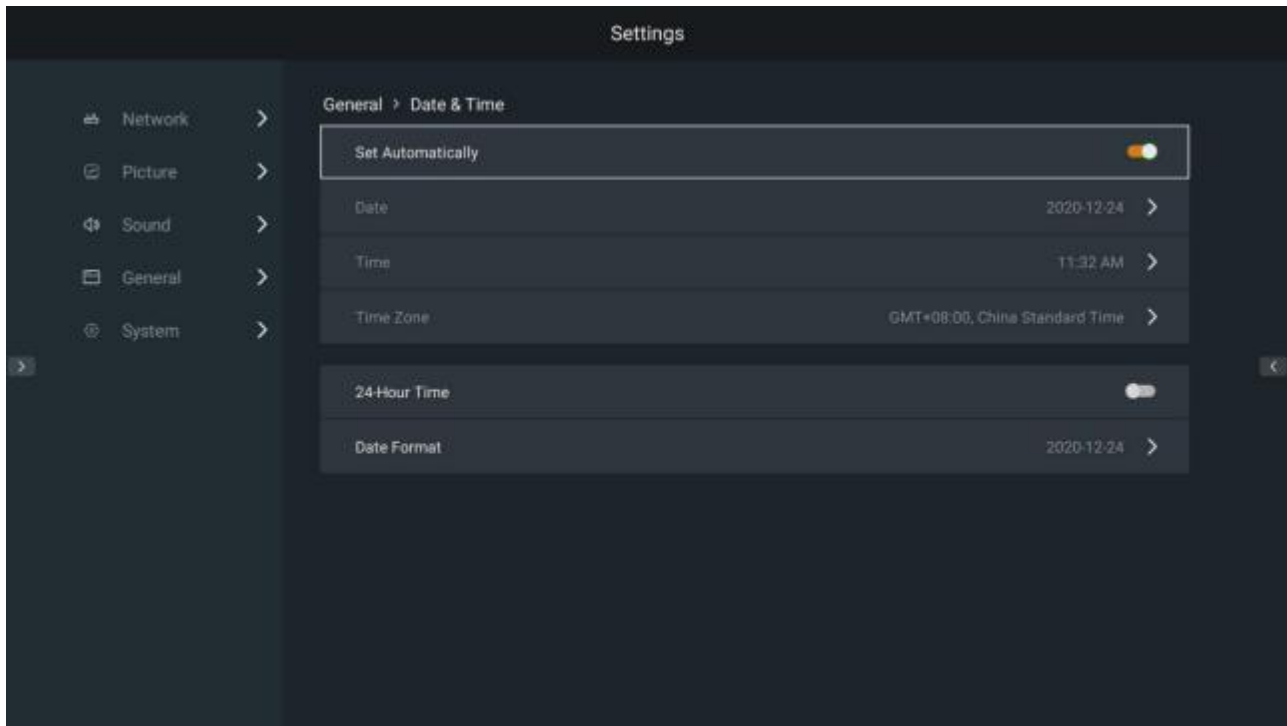 Settings
Network
Picture
Sound
General
System
General > Date & Time
Set Automatically
Date 2020-12-24
Time 11:32 AM
Time Zone GMT+08:00, China Standard Time
24-Hour Time
Date Format 2020-12-24